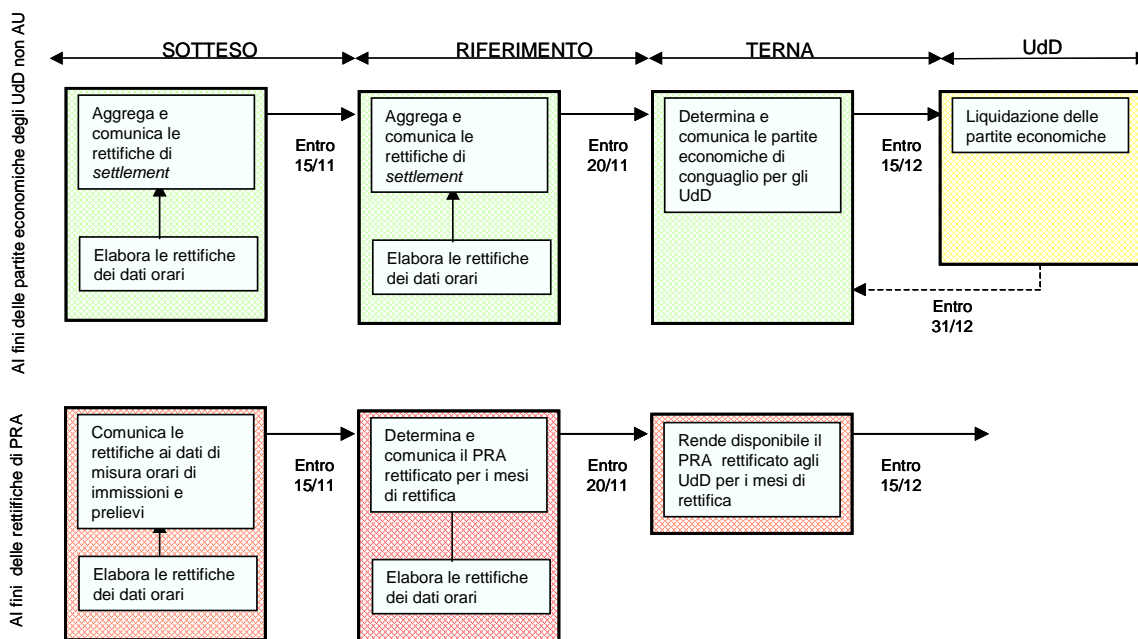 SOTTESO
RIFERIMENTO
TERNA
UdD
AI fini delle partite economiche degli UdD non AU
Aggrega e
comunica le
rettifiche di
settlement
Elabora le rettifiche
dei dati orari
Entro
15/11
Aggrega e
comunica le
rettifiche di
settlement
Elabora le rettifiche
dei dati orari
Entro
20/11
Determina e
comunica le partite
economiche di
conguaglio per gli
UdD
Entro
15/12
Liquidazione delle
partite economiche
Entro
31/12
AI fini delle rettiifiche di PRA
Comunica le
rettifiche ai dati di
misura orari di
immissioni e
prelievi
Elabora le rettifiche
dei dati orari
Entro
15/11
Determina e
comunica il PRA
rettificato per i mesi
di rettifica
Elabora le rettifiche
dei dati orari
Entro
20/11
Rende disponibile il
PRA rettificato agli
UdD per i mesi di
rettifica
Entro
15/12